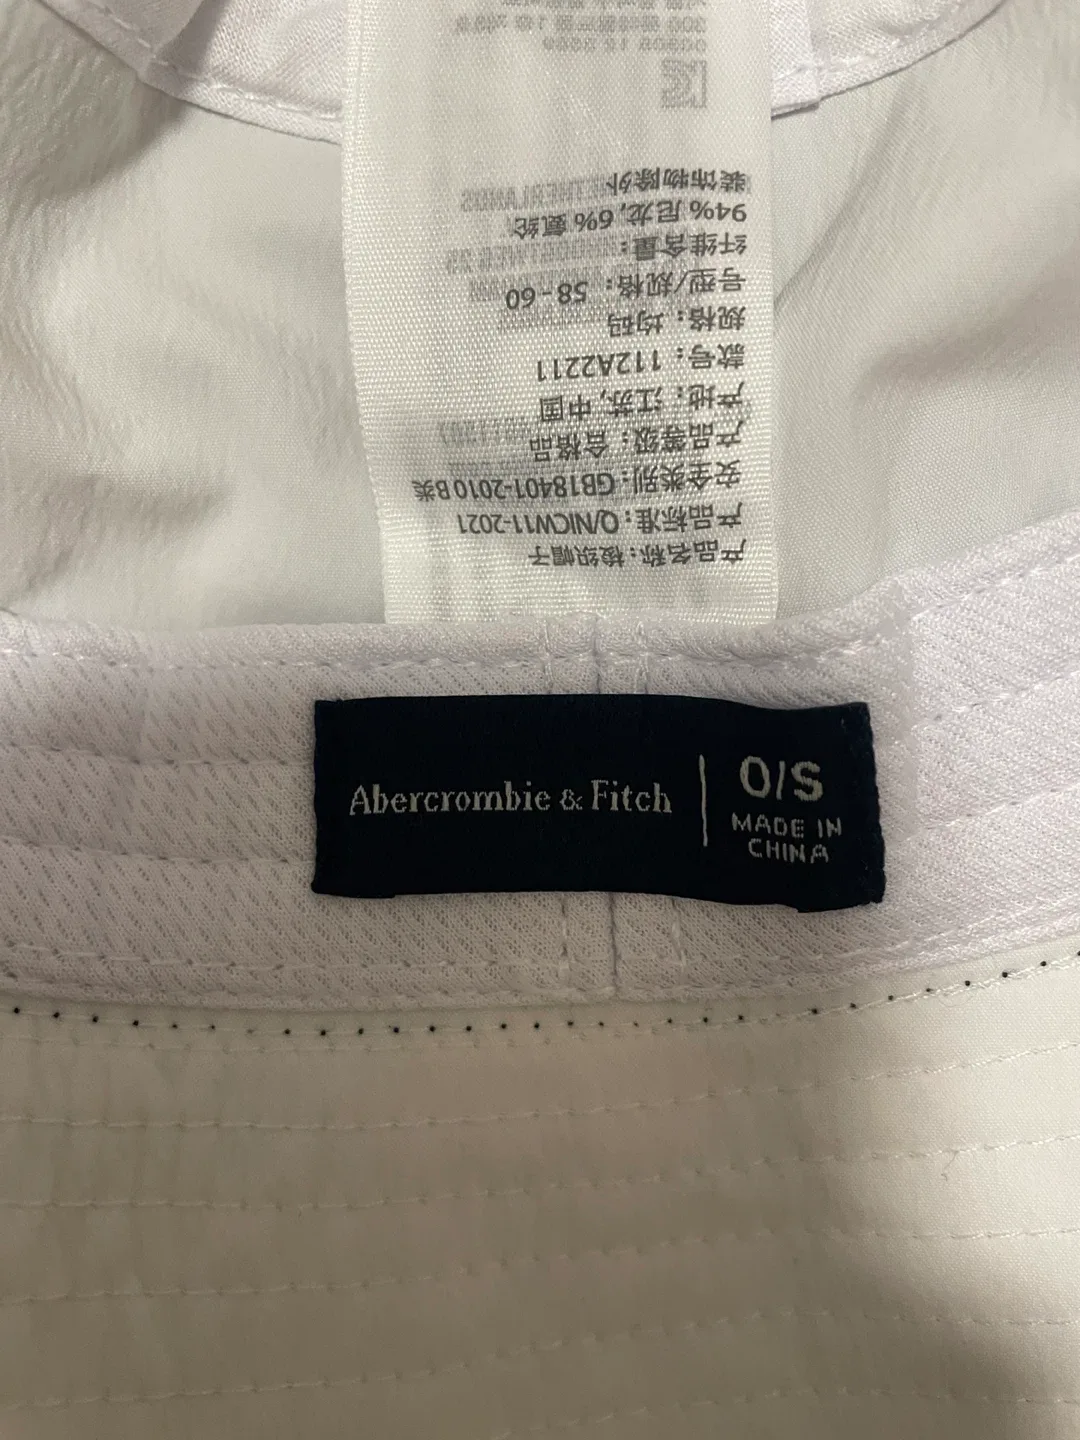 产品名称：梭织帽子
产品标准：Q/NICW11-2021
安全类别：GB18401-2010 B类
产品等级：合格品
产地：江苏，中国
款号：112A2211
规格：均码
号型/规格：58-60
纤维含量：
94% 尼龙, 6% 氨纶
装饰物除外
Abercrombie & Fitch
O/S
MADE IN
CHINA